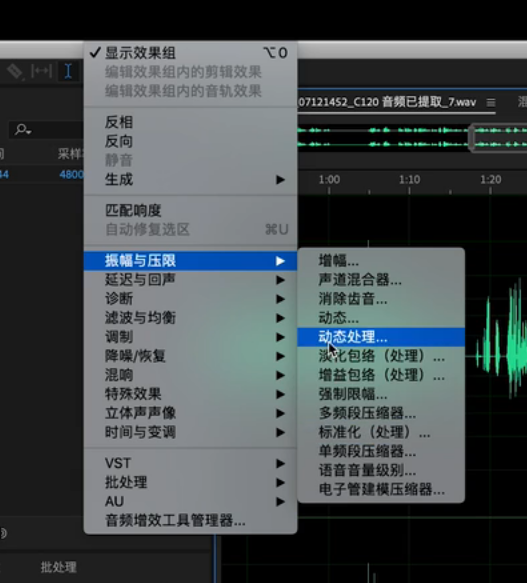 ✓ 显示效果组 ⌥0
编辑效果组内的剪辑效果
编辑效果组内的音轨效果
07121452_C120 音频已提取_7.wav ≡ 混
反相
反向
静音
生成 ▶
间 采样
44 4800
1:00 1:10 1:20
匹配响度
自动修复选区 ⌘U
振幅与压限 ▶
延迟与回声 ▶
诊断 ▶
滤波与均衡 ▶
调制 ▶
降噪/恢复 ▶
混响 ▶
特殊效果 ▶
立体声声像 ▶
时间与变调 ▶
VST ▶
批处理 ▶
AU ▶
音频增效工具管理器...
增幅...
声道混合器...
消除齿音...
动态...
动态处理...
淡化包络（处理）...
增益包络（处理）...
强制限幅...
多频段压缩器...
标准化（处理）...
单频段压缩器...
语音音量级别...
电子管建模压缩器...
批处理